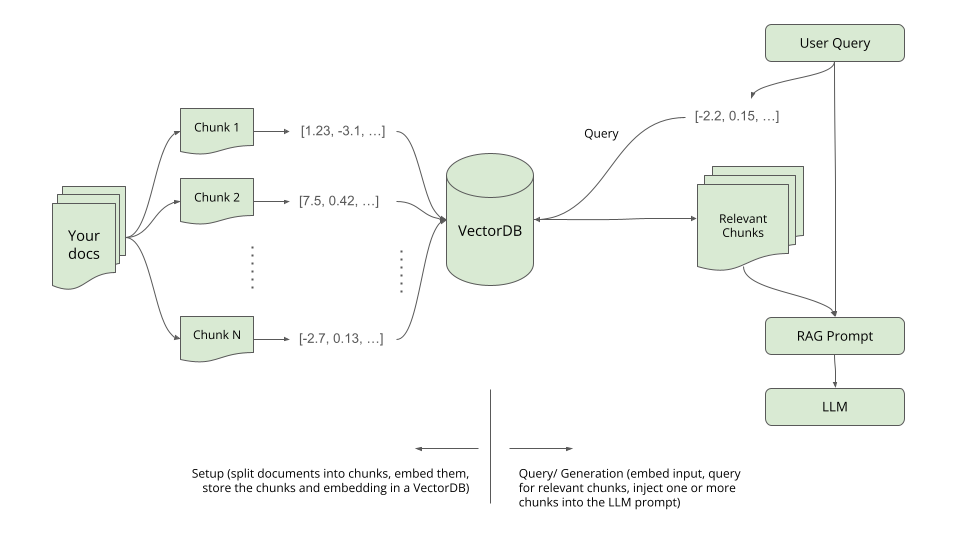 User Query
[-2.2, 0.15, …]
Query
Chunk 1
[1.23, -3.1, …]
Chunk 2
[7.5, 0.42, …]
Your
docs
VectorDB
Relevant
Chunks
Chunk N
[-2.7, 0.13, …]
RAG Prompt
LLM
Setup (split documents into chunks, embed them,
store the chunks and embedding in a VectorDB)
Query/ Generation (embed input, query
for relevant chunks, inject one or more
chunks into the LLM prompt)